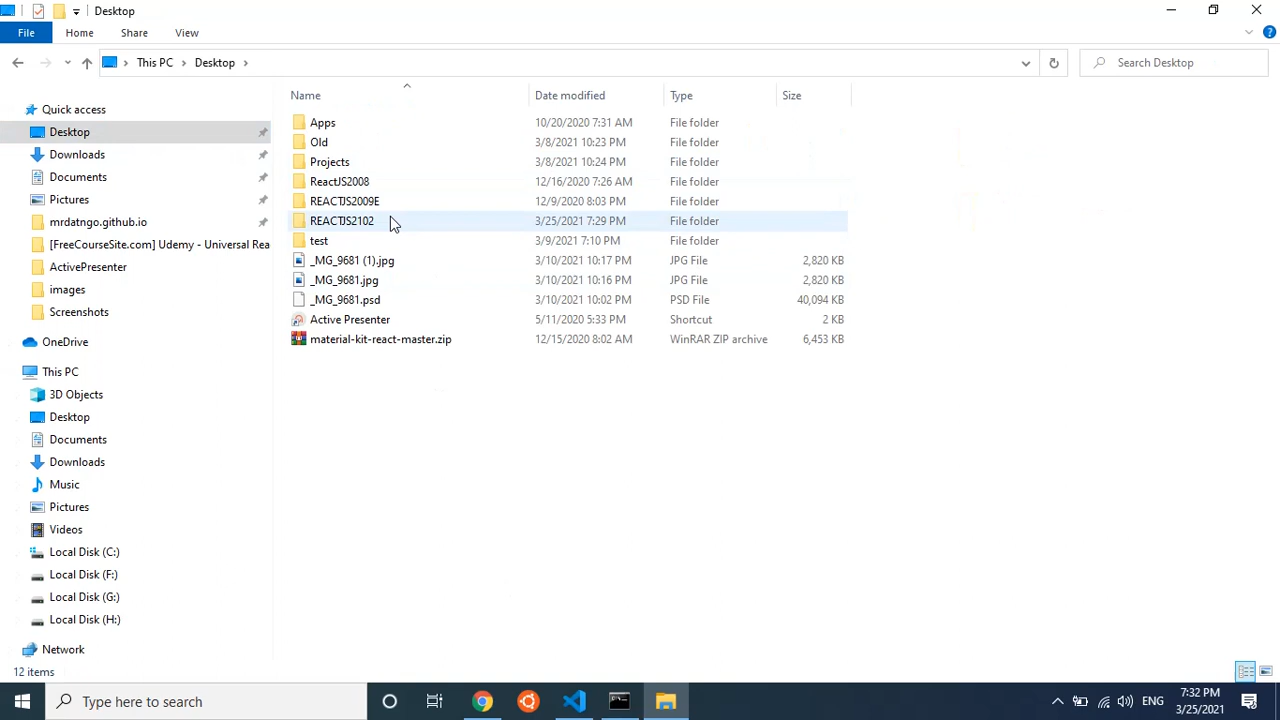 Desktop
File Home Share View
This PC Desktop Search Desktop
Name Date modified Type Size
Quick access
Desktop
Downloads
Documents
Pictures
mrdatngo.github.io
[FreeCourseSite.com] Udemy - Universal Rea
ActivePresenter
images
Screenshots
OneDrive
This PC
3D Objects
Desktop
Documents
Downloads
Music
Pictures
Videos
Local Disk (C:)
Local Disk (F:)
Local Disk (G:)
Local Disk (H:)
Network
Apps 10/20/2020 7:31 AM File folder
Old 3/8/2021 10:23 PM File folder
Projects 3/8/2021 10:24 PM File folder
ReactJS2008 12/16/2020 7:26 AM File folder
REACTJS2009E 12/9/2020 8:03 PM File folder
REACTJS2102 3/25/2021 7:29 PM File folder
test 3/9/2021 7:10 PM File folder
_MG_9681 (1).jpg 3/10/2021 10:17 PM JPG File 2,820 KB
_MG_9681.jpg 3/10/2021 10:16 PM JPG File 2,820 KB
_MG_9681.psd 3/10/2021 10:02 PM PSD File 40,094 KB
Active Presenter 5/11/2020 5:33 PM Shortcut 2 KB
material-kit-react-master.zip 12/15/2020 8:02 AM WinRAR ZIP archive 6,453 KB
12 items
Type here to search
ENG
7:32 PM
3/25/2021